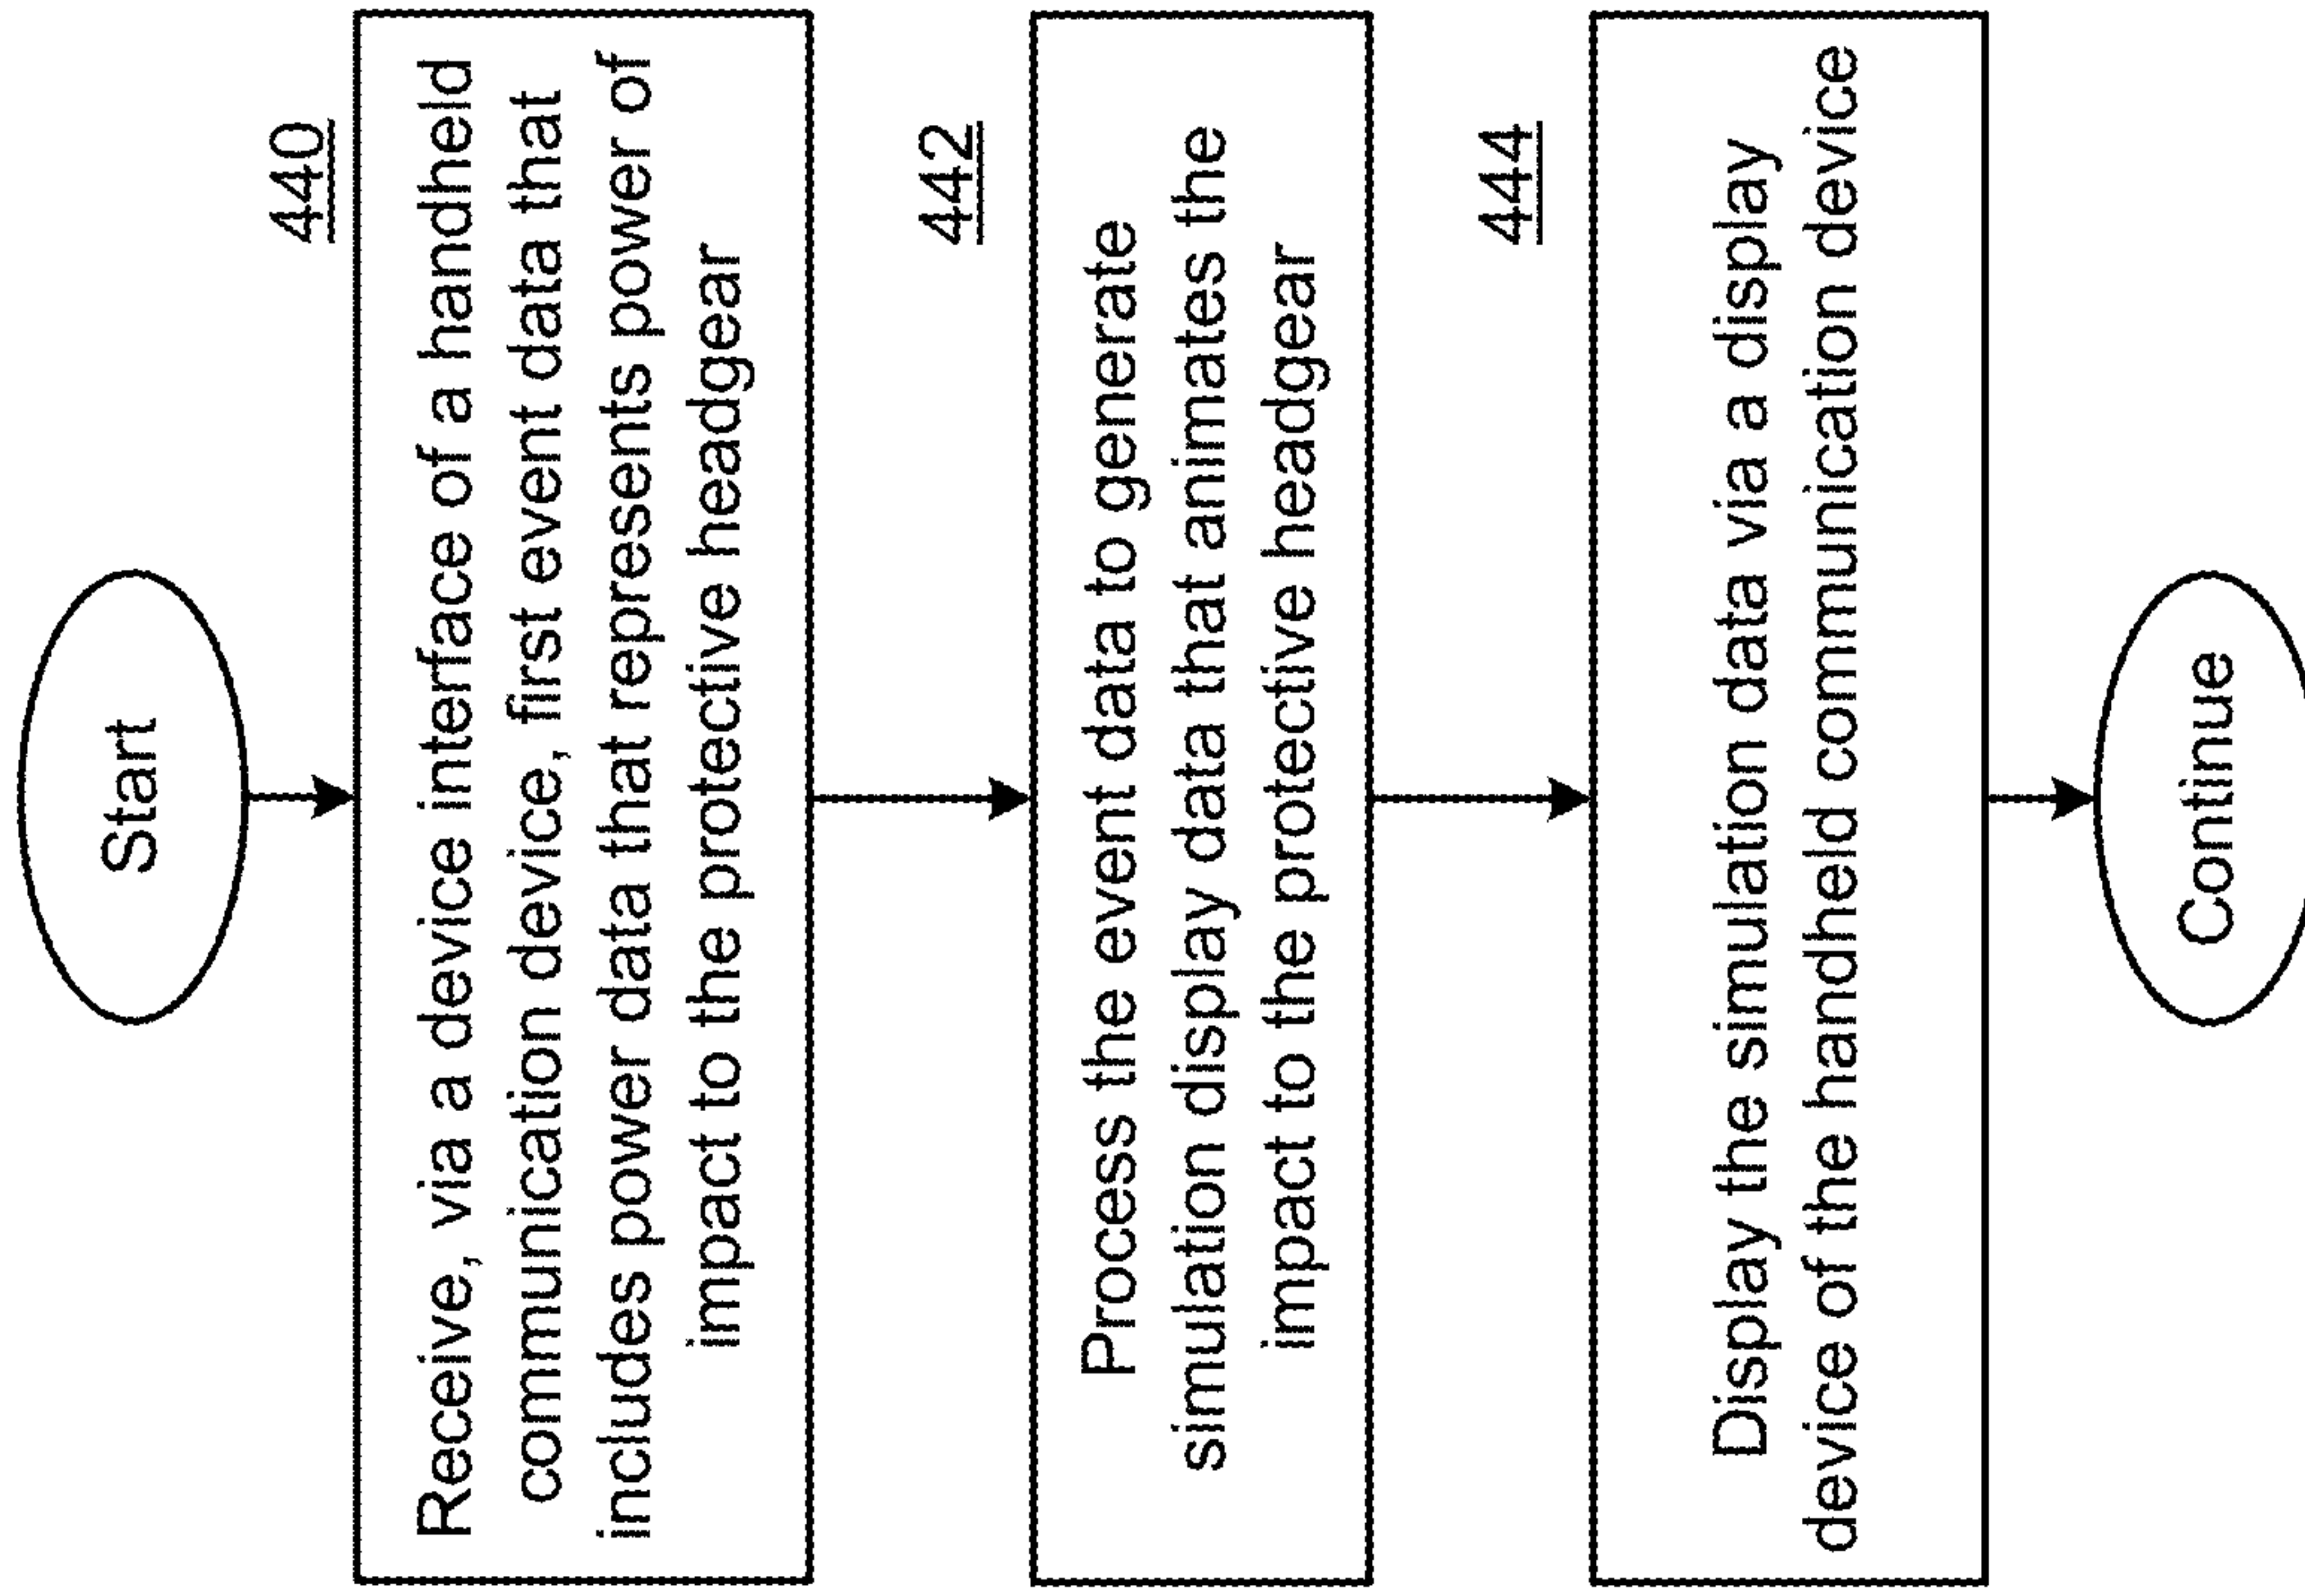 Start
440
Receive, via a device interface of a handheld
communication device, first event data that
includes power data that represents power of
impact to the protective headgear
442
Process the event data to generate
simulation display data that animates the
impact to the protective headgear
444
Display the simulation data via a display
device of the handheld communication device
Continue